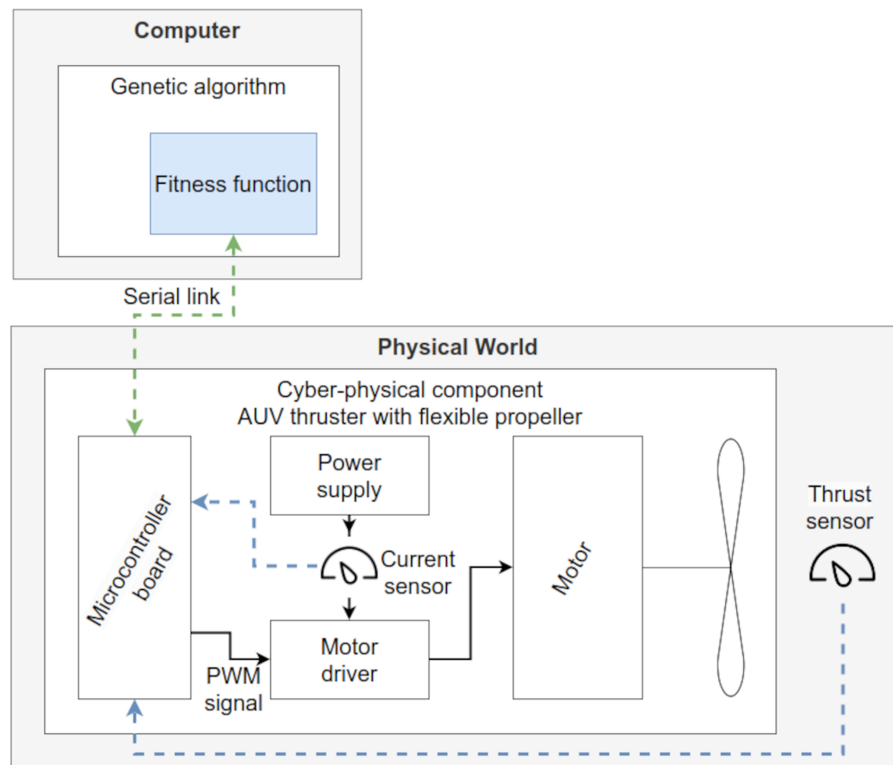 Computer
Genetic algorithm
Fitness function
Serial link
Physical World
Cyber-physical component
AUV thruster with flexible propeller
Microcontroller
board
Power
supply
Current
sensor
PWM
signal
Motor
driver
Motor
Thrust
sensor